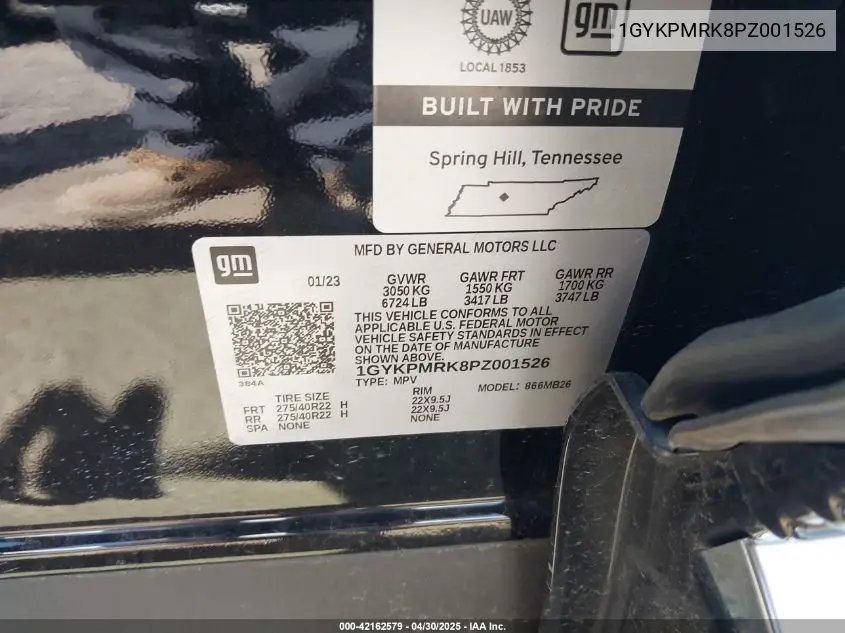 UAW
gm
1GYKPMRK8PZ001526
LOCAL 1853
BUILT WITH PRIDE
Spring Hill, Tennessee
gm
MFD BY GENERAL MOTORS LLC
01/23
GVWR GAWR FRT GAWR RR
3050 KG 1550 KG 1700 KG
6724 LB 3417 LB 3747 LB
THIS VEHICLE CONFORMS TO ALL
APPLICABLE U.S. FEDERAL MOTOR
VEHICLE SAFETY STANDARDS IN EFFECT
ON THE DATE OF MANUFACTURE
SHOWN ABOVE.
1GYKPMRK8PZ001526
384A
TYPE: MPV MODEL: 866MB26
TIRE SIZE RIM
FRT 275/40R22 H 22X9.5J
RR 275/40R22 H 22X9.5J
SPA NONE NONE
000-42162579 - 04/30/2025 - IAA Inc.